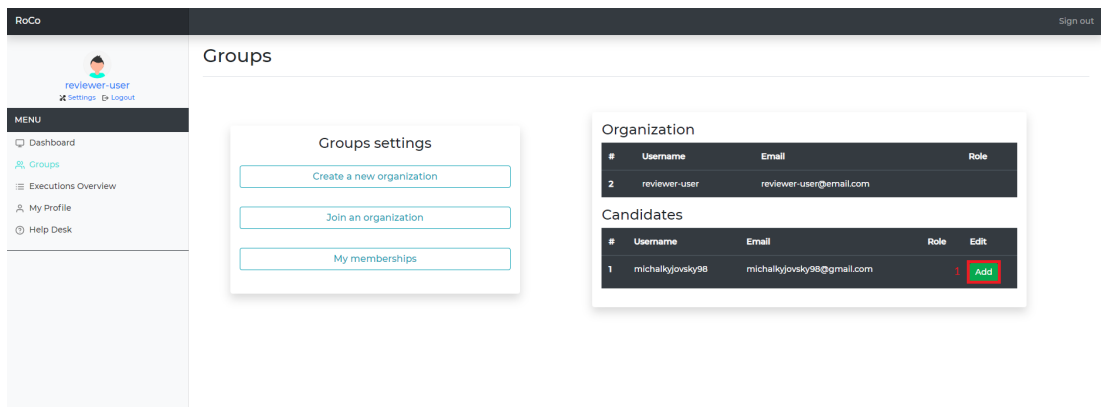 RoCo
Sign out
reviewer-user
Settings Logout
MENU
Dashboard
Groups
Executions Overview
My Profile
Help Desk
Groups
Groups settings
Create a new organization
Join an organization
My memberships
Organization
# Username Email Role
2 reviewer-user reviewer-user@email.com
Candidates
# Username Email Role Edit
1 michalkyjovsky98 michalkyjovsky98@gmail.com 1 Add